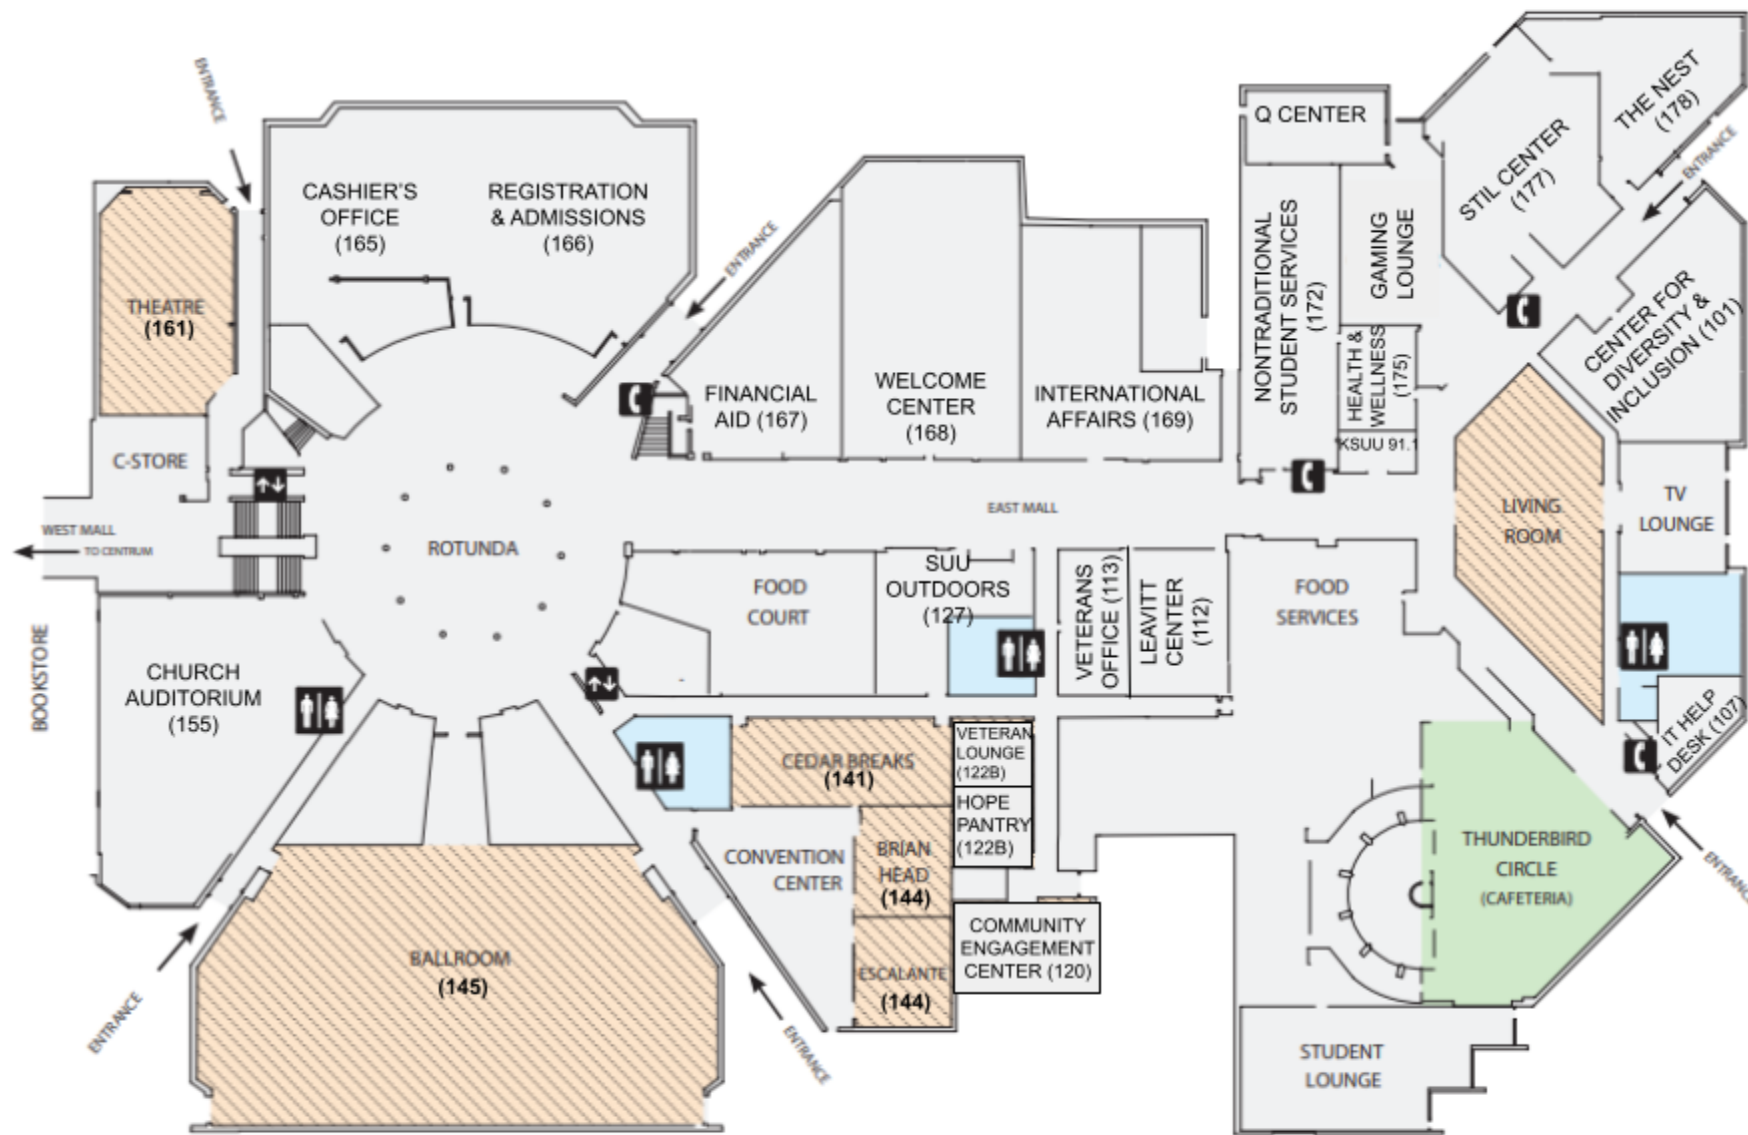 ENTRANCE
CASHIER'S
OFFICE
(165)
REGISTRATION
& ADMISSIONS
(166)
THEATRE
(161)
ENTRANCE
C-STORE
WEST MALL
TO CENTRUM
ROTUNDA
BOOKSTORE
CHURCH
AUDITORIUM
(155)
FINANCIAL
AID (167)
WELCOME
CENTER
(168)
INTERNATIONAL
AFFAIRS (169)
EAST MALL
Q CENTER
NONTRADITIONAL
STUDENT SERVICES
(172)
GAMING
LOUNGE
HEALTH &
WELLNESS
(175)
KSUU 91.1
STIL CENTER
(177)
THE NEST
(178)
ENTRANCE
CENTER FOR
DIVERSITY &
INCLUSION (101)
LIVING
ROOM
TV
LOUNGE
FOOD
COURT
SUU
OUTDOORS
(127)
VETERANS
OFFICE (113)
LEAVITT
CENTER
(112)
FOOD
SERVICES
IT HELP
DESK (107)
CEDAR BREAKS
(141)
VETERAN
LOUNGE
(122B)
HOPE
PANTRY
(122B)
CONVENTION
CENTER
BRIAN
HEAD
(144)
ESCALANTE
(144)
COMMUNITY
ENGAGEMENT
CENTER (120)
THUNDERBIRD
CIRCLE
(CAFETERIA)
ENTRANCE
BALLROOM
(145)
ENTRANCE
ENTRANCE
STUDENT
LOUNGE